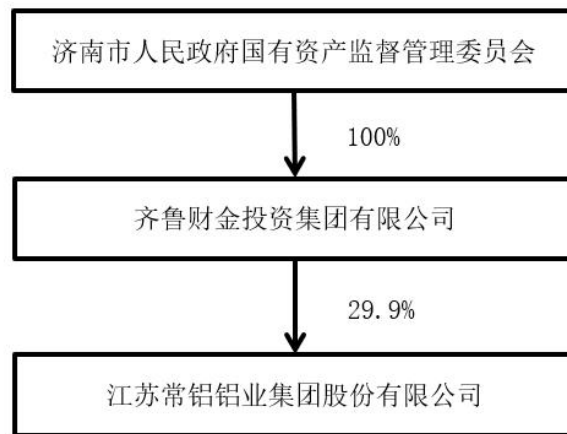 济南市人民政府国有资产监督管理委员会
100%
齐鲁财金投资集团有限公司
29.9%
江苏常铝铝业集团股份有限公司